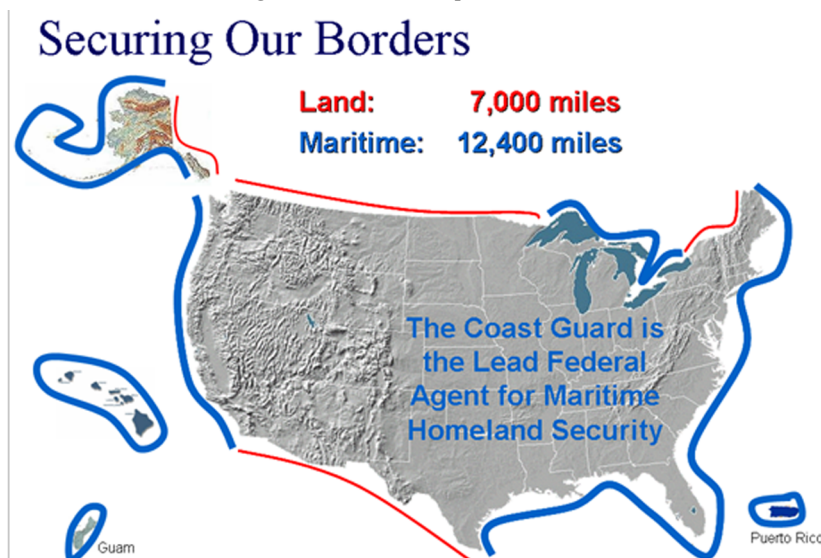 Securing Our Borders
Land: 7,000 miles
Maritime: 12,400 miles
The Coast Guard is
the Lead Federal
Agent for Maritime
Homeland Security
Guam
Puerto Rico